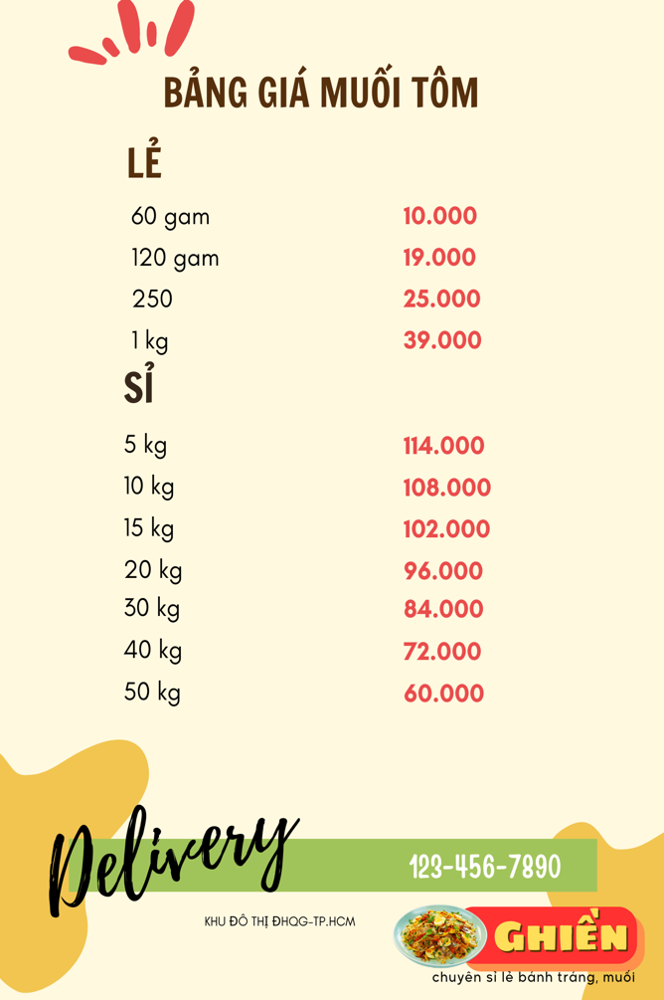 BẢNG GIÁ MUỐI TÔM
LẺ
60 gam 10.000
120 gam 19.000
250 25.000
1 kg 39.000
SỈ
5 kg 114.000
10 kg 108.000
15 kg 102.000
20 kg 96.000
30 kg 84.000
40 kg 72.000
50 kg 60.000
Delivery 123-456-7890
KHU ĐÔ THỊ ĐHQG-TP.HCM
GHIỀN
chuyên sỉ lẻ bánh tráng, muối